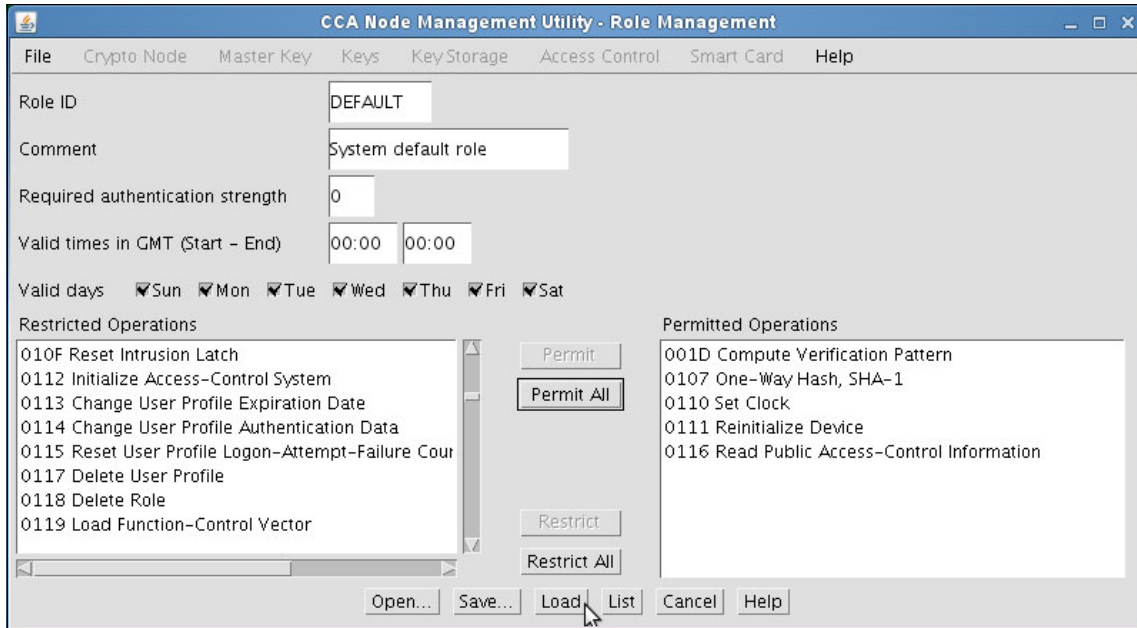 CCA Node Management Utility - Role Management
File Crypto Node Master Key Keys Key Storage Access Control Smart Card Help
Role ID DEFAULT
Comment System default role
Required authentication strength 0
Valid times in GMT (Start - End) 00:00 00:00
Valid days Sun Mon Tue Wed Thu Fri Sat
Restricted Operations
010F Reset Intrusion Latch
0112 Initialize Access-Control System
0113 Change User Profile Expiration Date
0114 Change User Profile Authentication Data
0115 Reset User Profile Logon-Attempt-Failure Cour
0117 Delete User Profile
0118 Delete Role
0119 Load Function-Control Vector
Permit
Permit All
Restrict
Restrict All
Permitted Operations
001D Compute Verification Pattern
0107 One-Way Hash, SHA-1
0110 Set Clock
0111 Reinitialize Device
0116 Read Public Access-Control Information
Open... Save... Load List Cancel Help